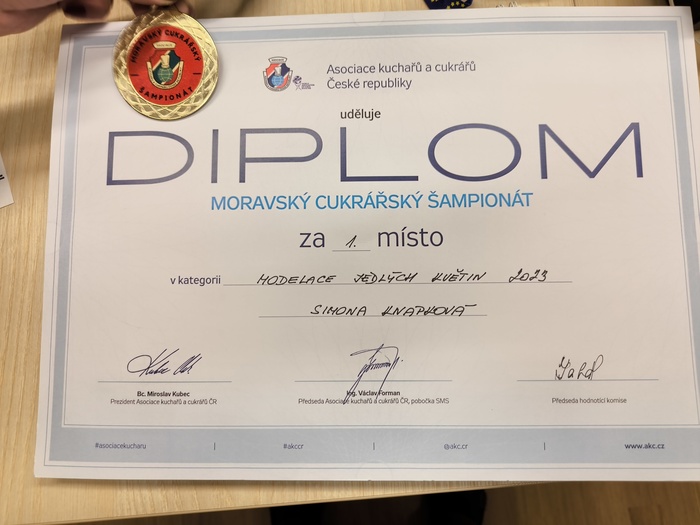 MORAVSKÝ CUKRÁŘSKÝ
ŠAMPIONÁT
Asociace kuchařů a cukrářů
České republiky
uděluje
DIPLOM
MORAVSKÝ CUKRÁŘSKÝ ŠAMPIONÁT
za 1. místo
v kategorii MODELACE JEDLÝCH KVĚTIN 2023
SIMONA KNAPKOVÁ
Bc. Miroslav Kubec
Prezident Asociace kuchařů a cukrářů ČR
Ing. Václav Forman
Předseda Asociace kuchařů a cukrářů ČR, pobočka SMS
Předseda hodnotící komise
#asociacekucharu | #akccr | @akc.cr | www.akc.cz